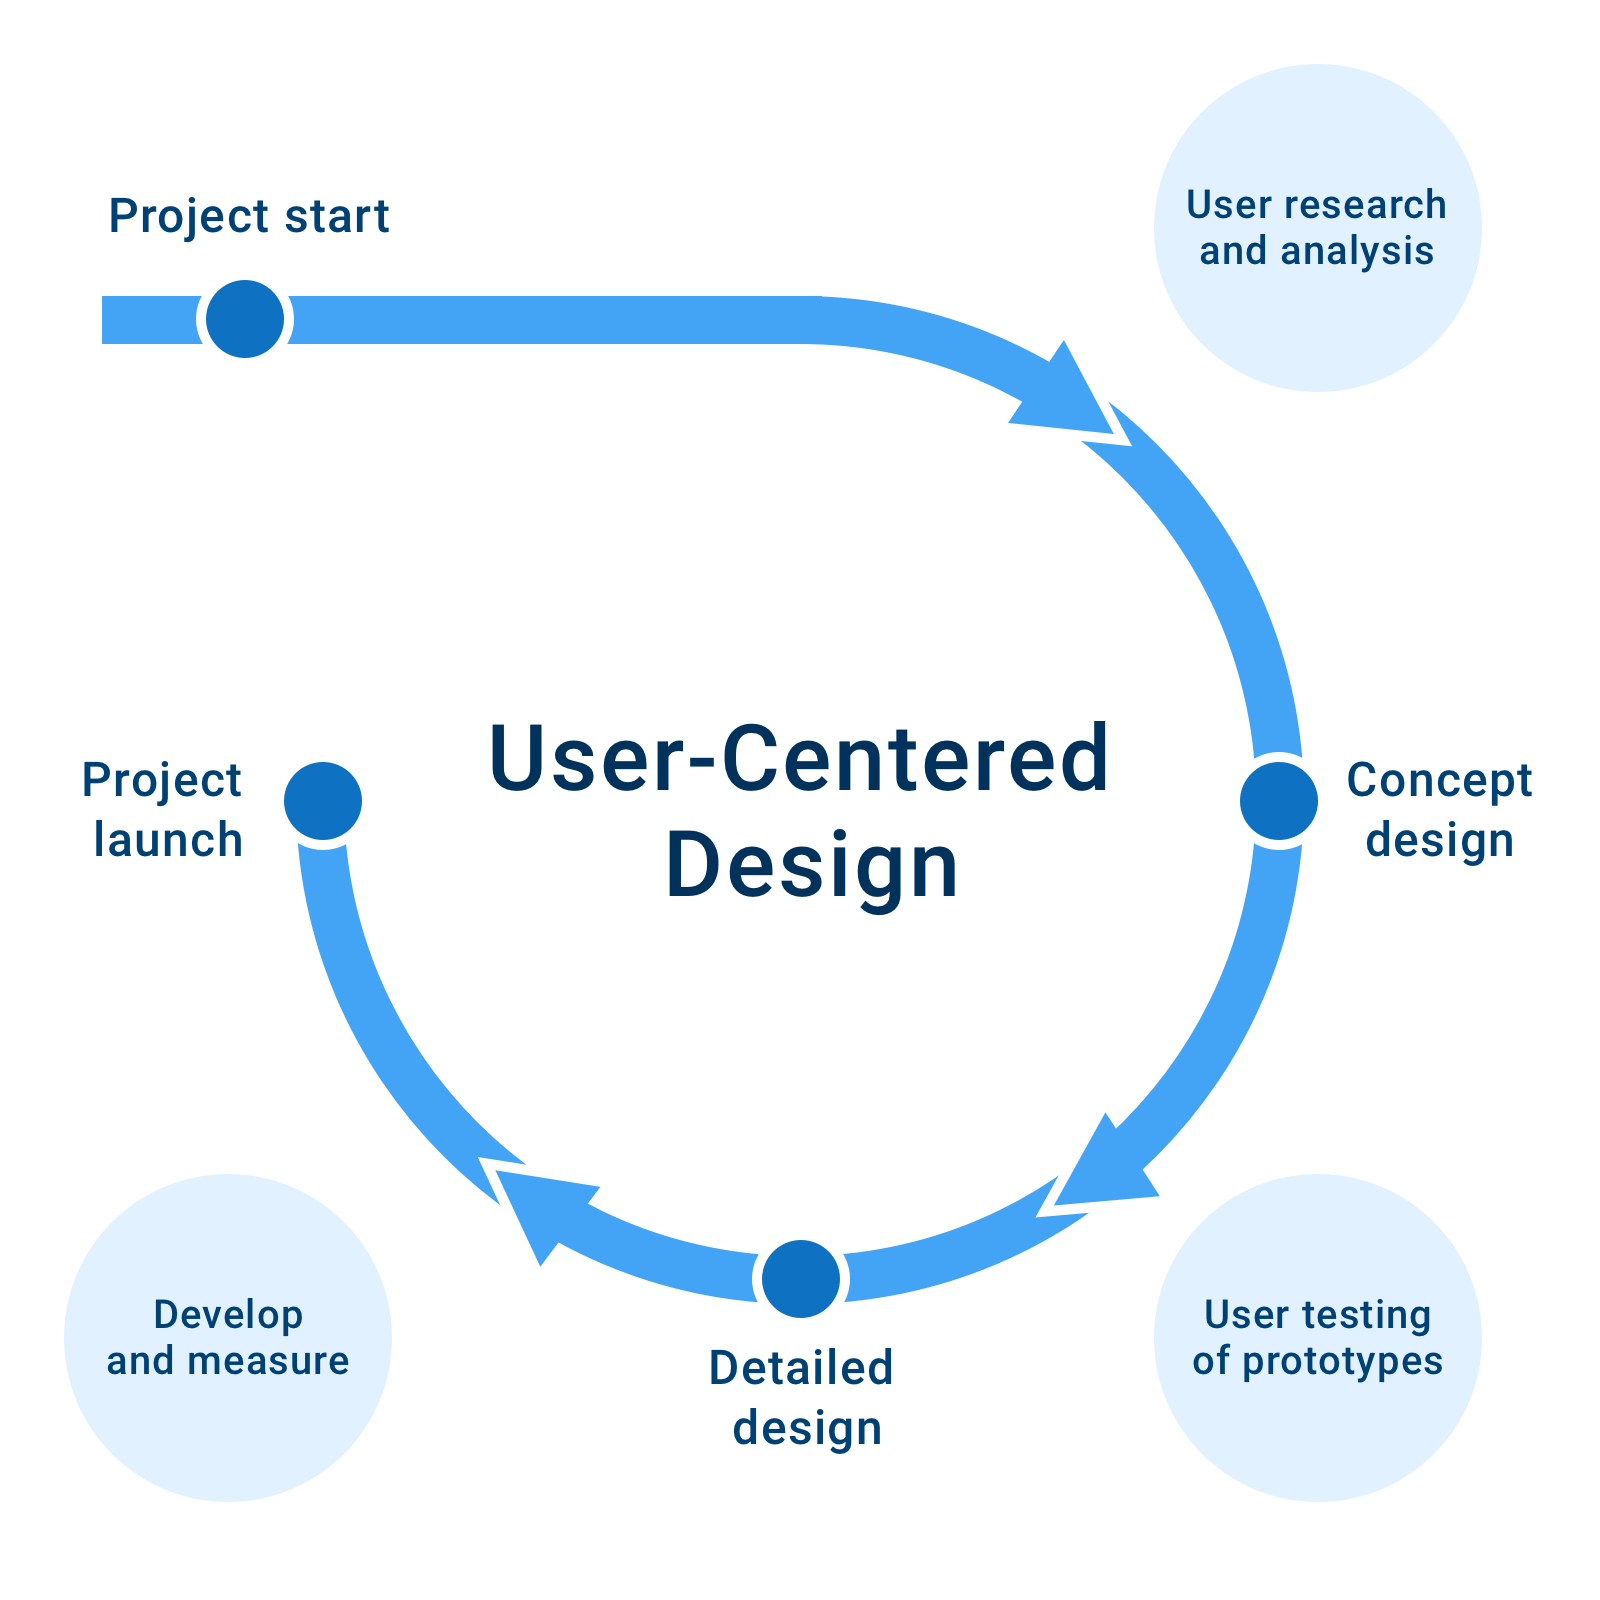 Project start
User research
and analysis
User-Centered
Design
Concept
design
User testing
of prototypes
Detailed
design
Develop
and measure
Project
launch